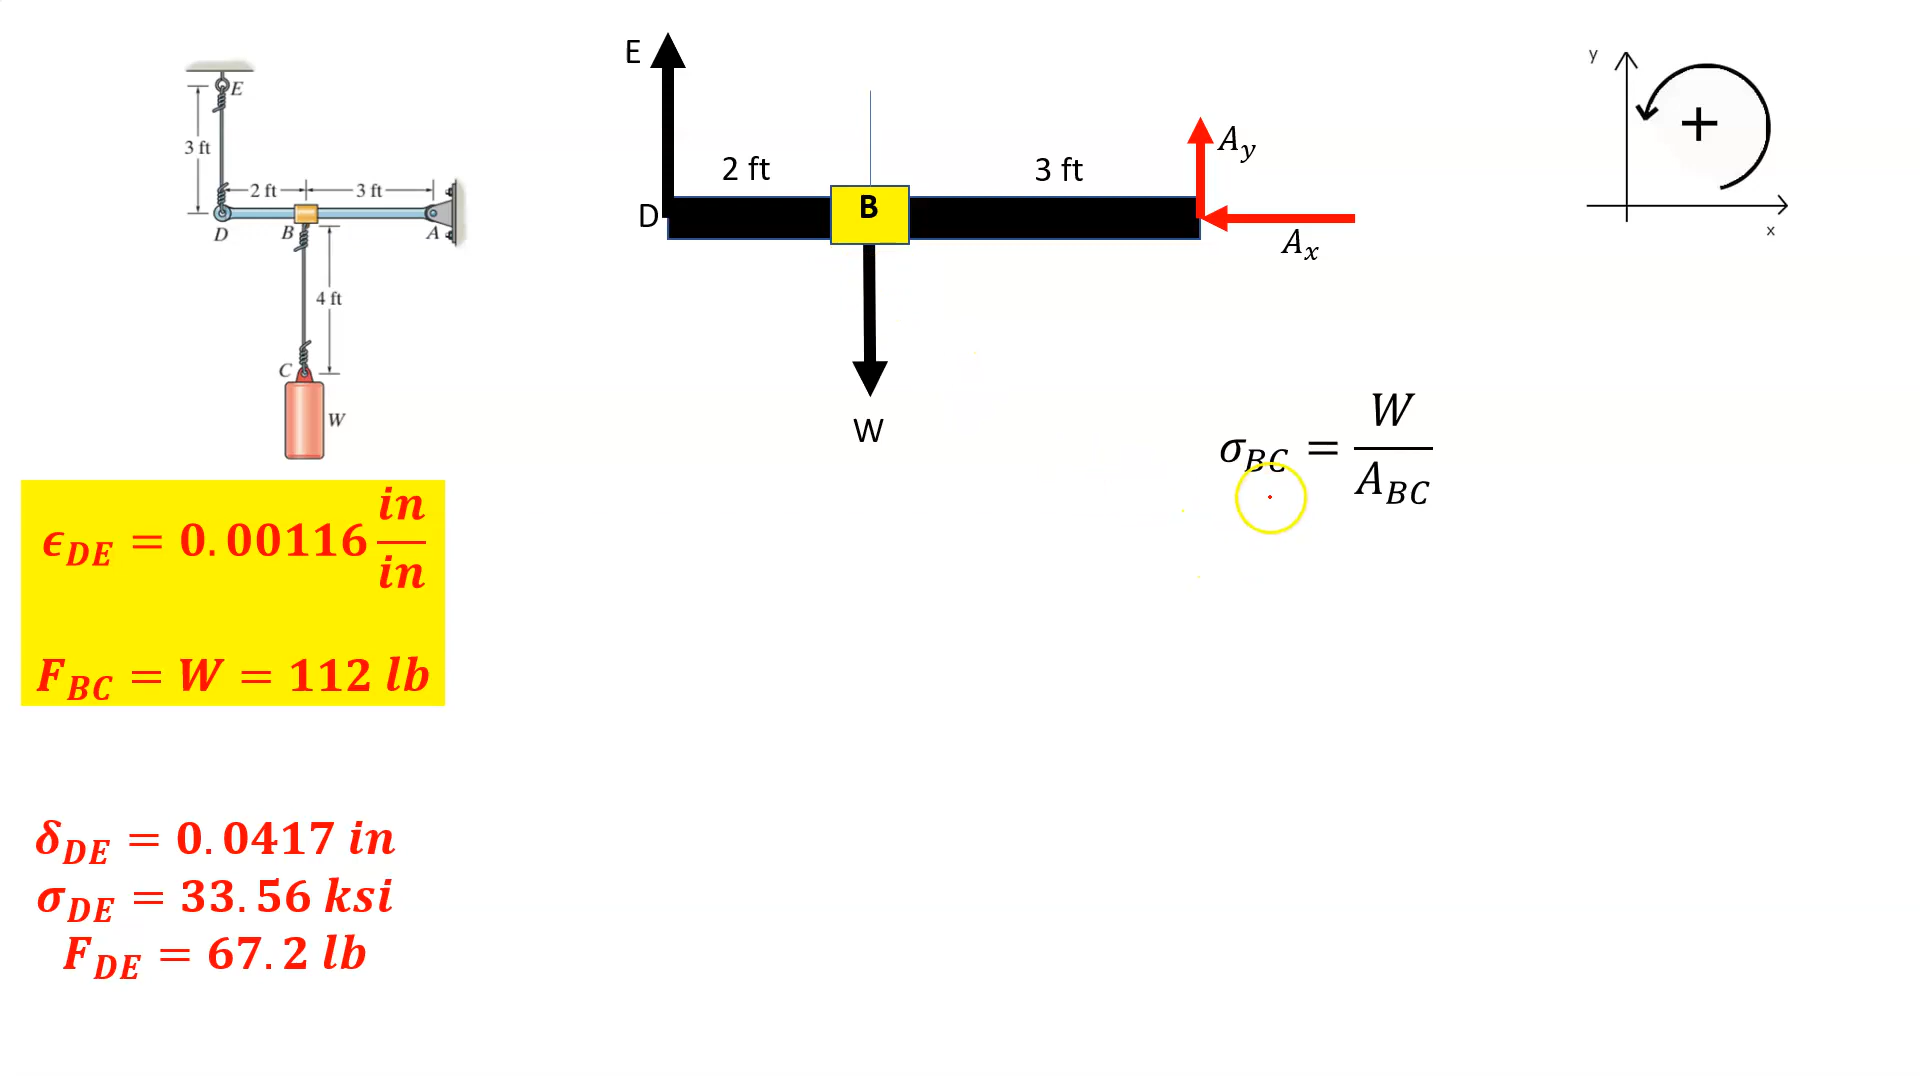 E
3 ft
2 ft
3 ft
D
B
A
4 ft
C
W
E
D
2 ft
B
3 ft
A_y
A_x
W
y
+
x
σ_BC = W / A_BC
ϵ_DE = 0.00116 in/in
F_BC = W = 112 lb
δ_DE = 0.0417 in
σ_DE = 33.56 ksi
F_DE = 67.2 lb